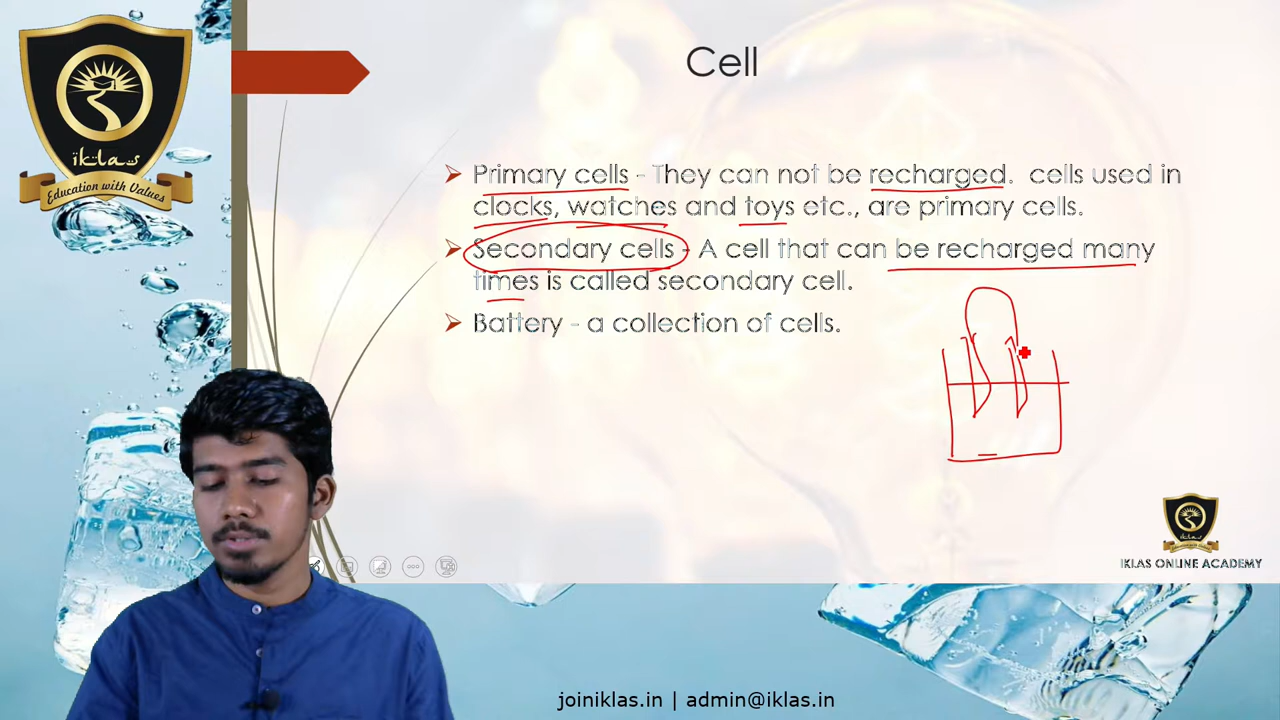 iklas
Education with Values
Cell
Primary cells - They can not be recharged. cells used in
clocks, watches and toys etc., are primary cells.
Secondary cells - A cell that can be recharged many
times is called secondary cell.
Battery - a collection of cells.
IKLAS ONLINE ACADEMY
joiniklas.in | admin@iklas.in